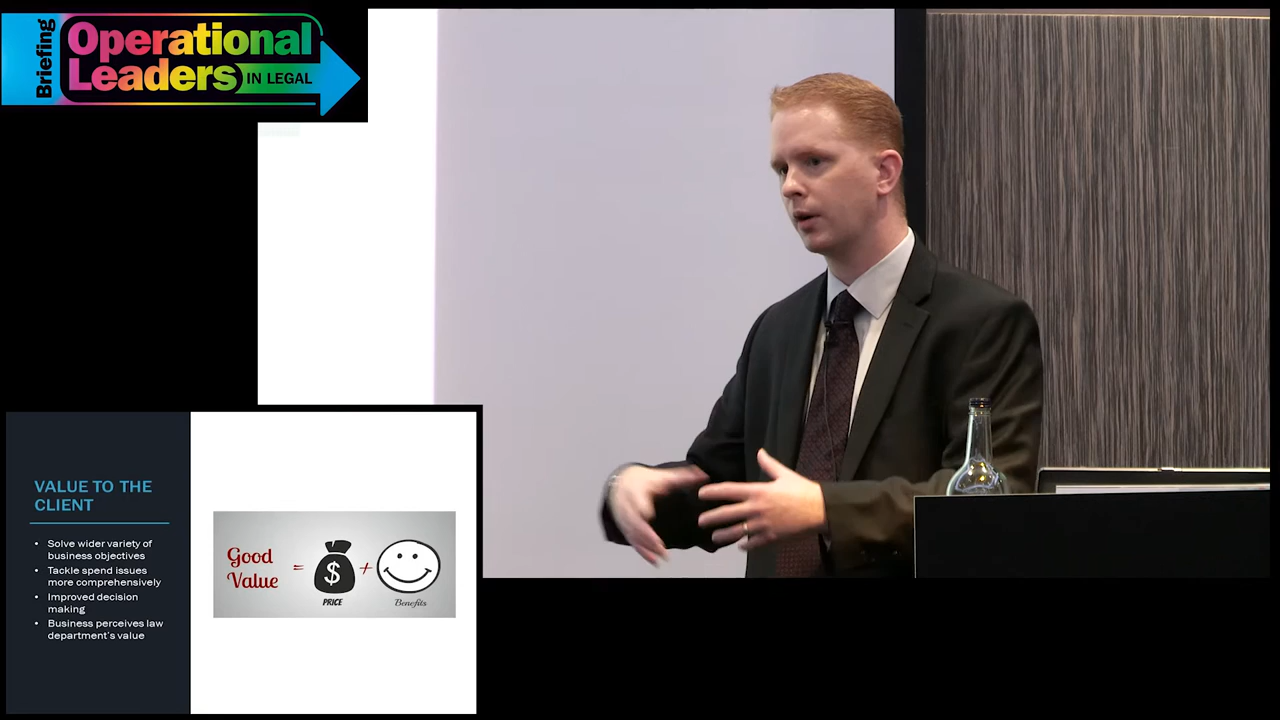 Briefing
Operational
Leaders
IN LEGAL
VALUE TO THE
CLIENT
• Solve wider variety of
business objectives
• Tackle spend issues
more comprehensively
• Improved decision
making
• Business perceives law
department's value
Good
Value
=
$
+
PRICE
Benefits